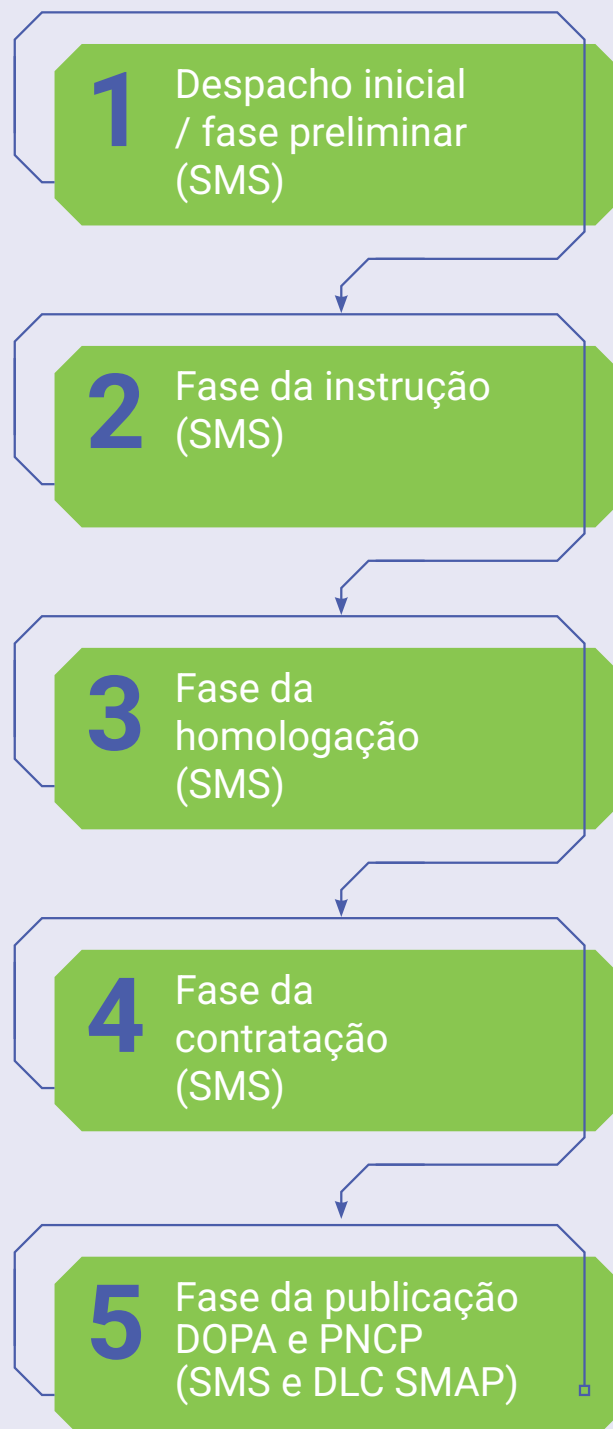 1
Despacho inicial
/ fase preliminar
(SMS)
2
Fase da instrução
(SMS)
3
Fase da
homologação
(SMS)
4
Fase da
contratação
(SMS)
5
Fase da publicação
DOPA e PNCP
(SMS e DLC SMAP)